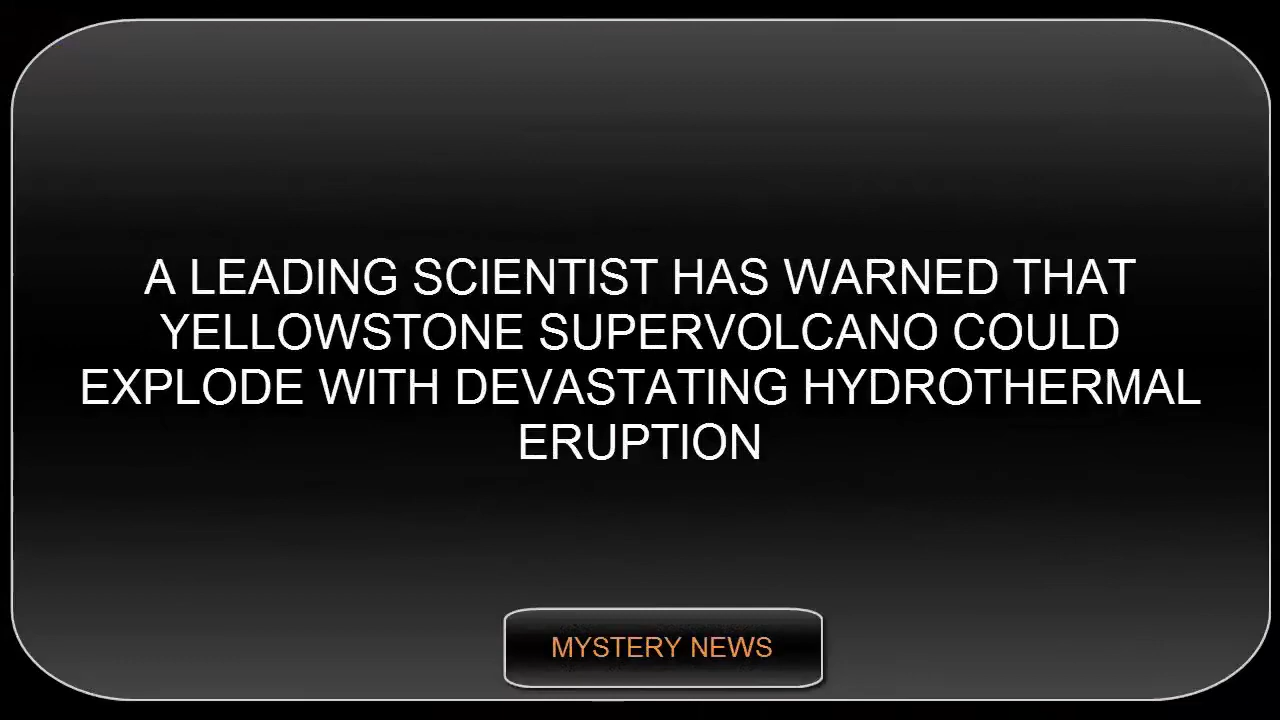 A LEADING SCIENTIST HAS WARNED THAT
YELLOWSTONE SUPERVOLCANO COULD
EXPLODE WITH DEVASTATING HYDROTHERMAL
ERUPTION
MYSTERY NEWS